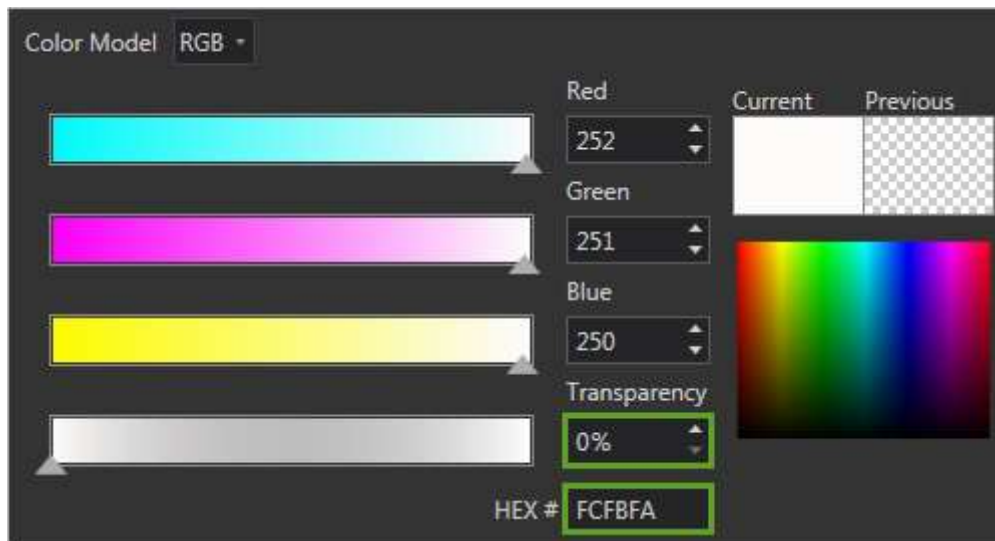 Color Model RGB
Red
Current Previous
252
Green
251
Blue
250
Transparency
0%
HEX # FCFBFA